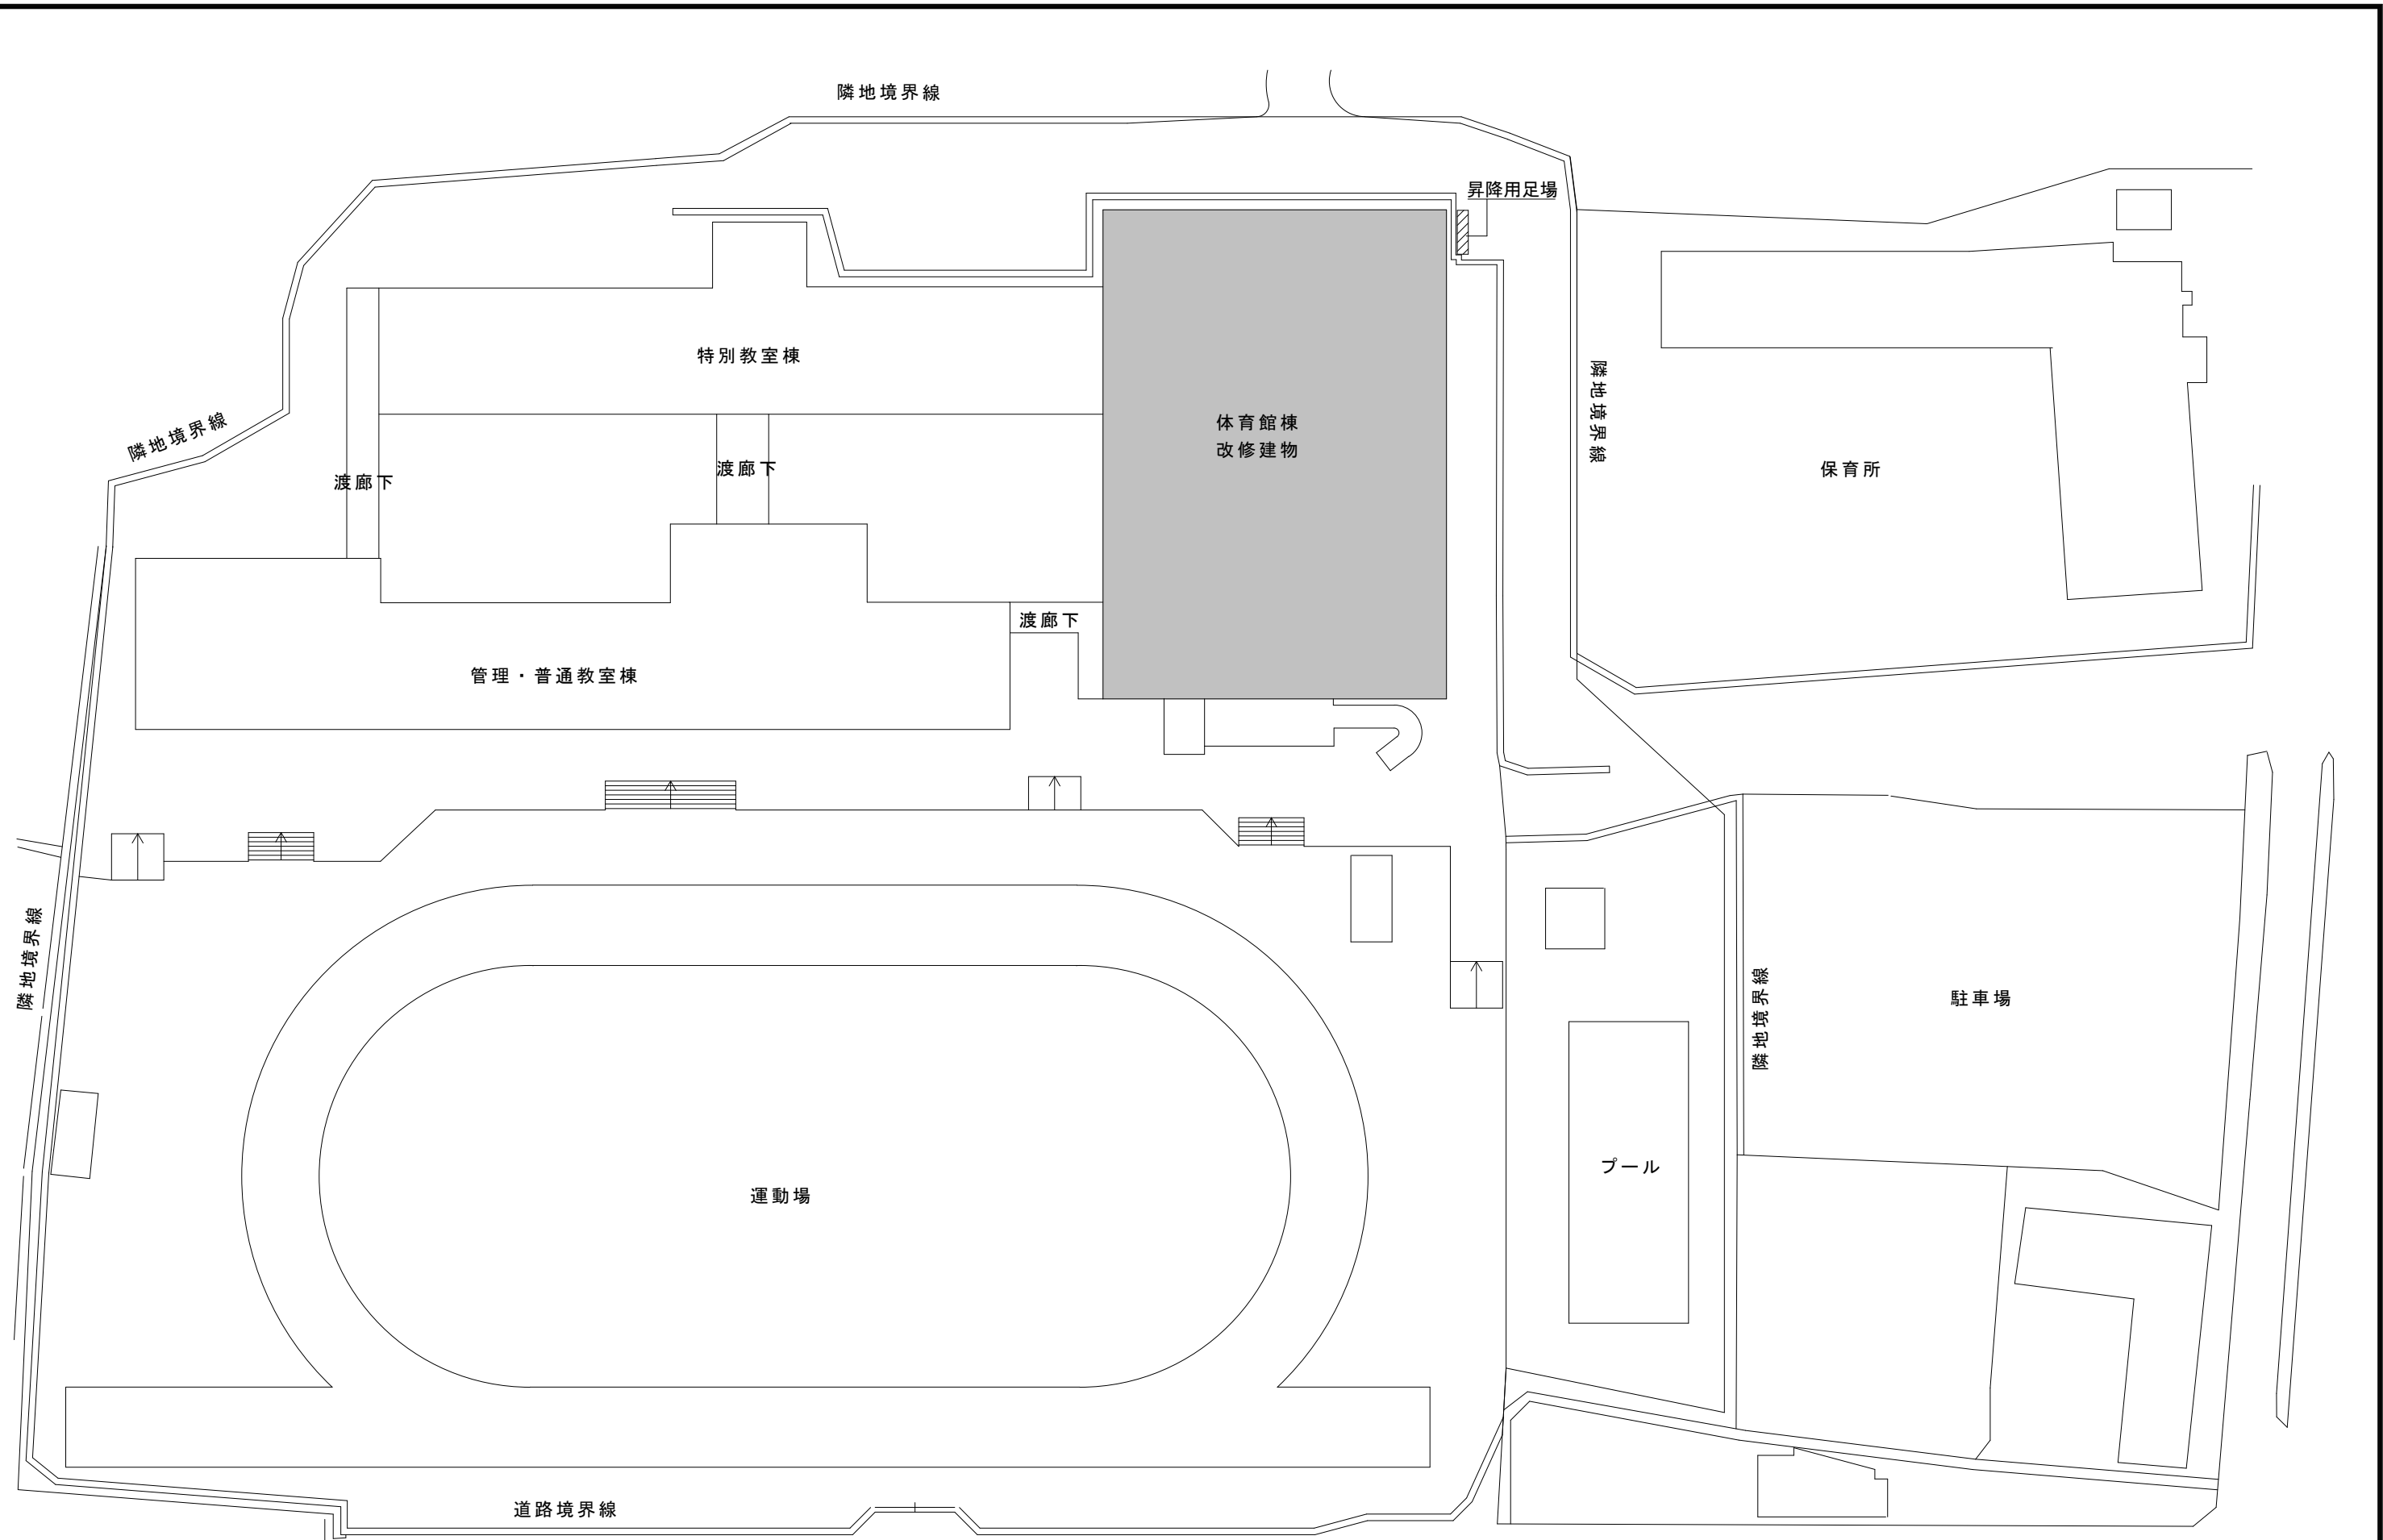 隣地境界線
昇降用足場
特別教室棟
隣地境界線
体育館棟
改修建物
隣地境界線
保育所
渡廊下
渡廊下
渡廊下
管理・普通教室棟
隣地境界線
隣地境界線
駐車場
プール
運動場
道路境界線